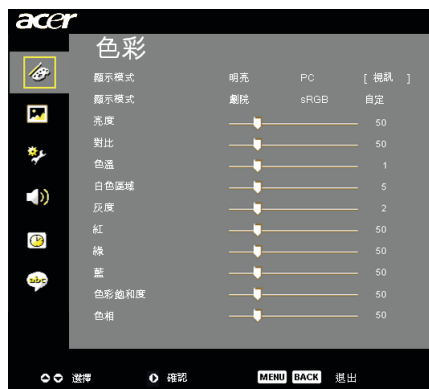 acer
色彩
顯示模式 明亮 PC [ 視訊 ]
顯示模式 劇院 sRGB 自定
亮度 50
對比 50
色溫 1
白色區域 5
灰度 2
紅 50
綠 50
藍 50
色彩飽和度 50
色相 50
abc
選擇 確認 MENU BACK 退出